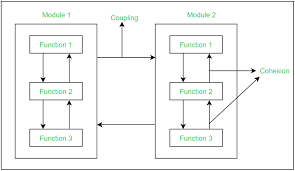 Module 1
Coupling
Module 2
Function 1
Function 1
Cohesion
Function 2
Function 2
Function 3
Function 3